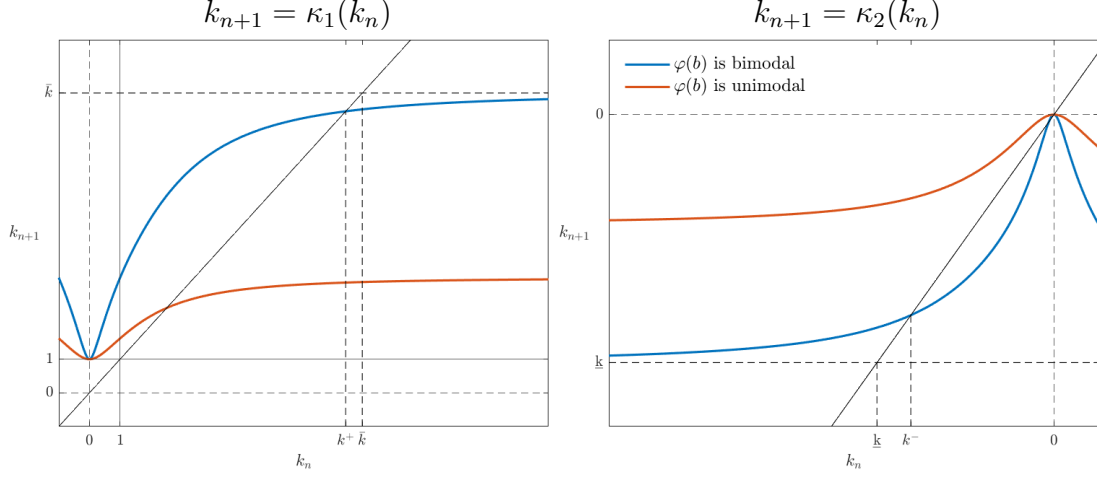 k_{n+1} = κ_1(k_n)
k̄
k_{n+1}
1
0
0
1
k^+
k̄
k_n
k_{n+1} = κ_2(k_n)
φ(b) is bimodal
φ(b) is unimodal
0
k_{n+1}
k̲
k̲
k^−
0
k_n